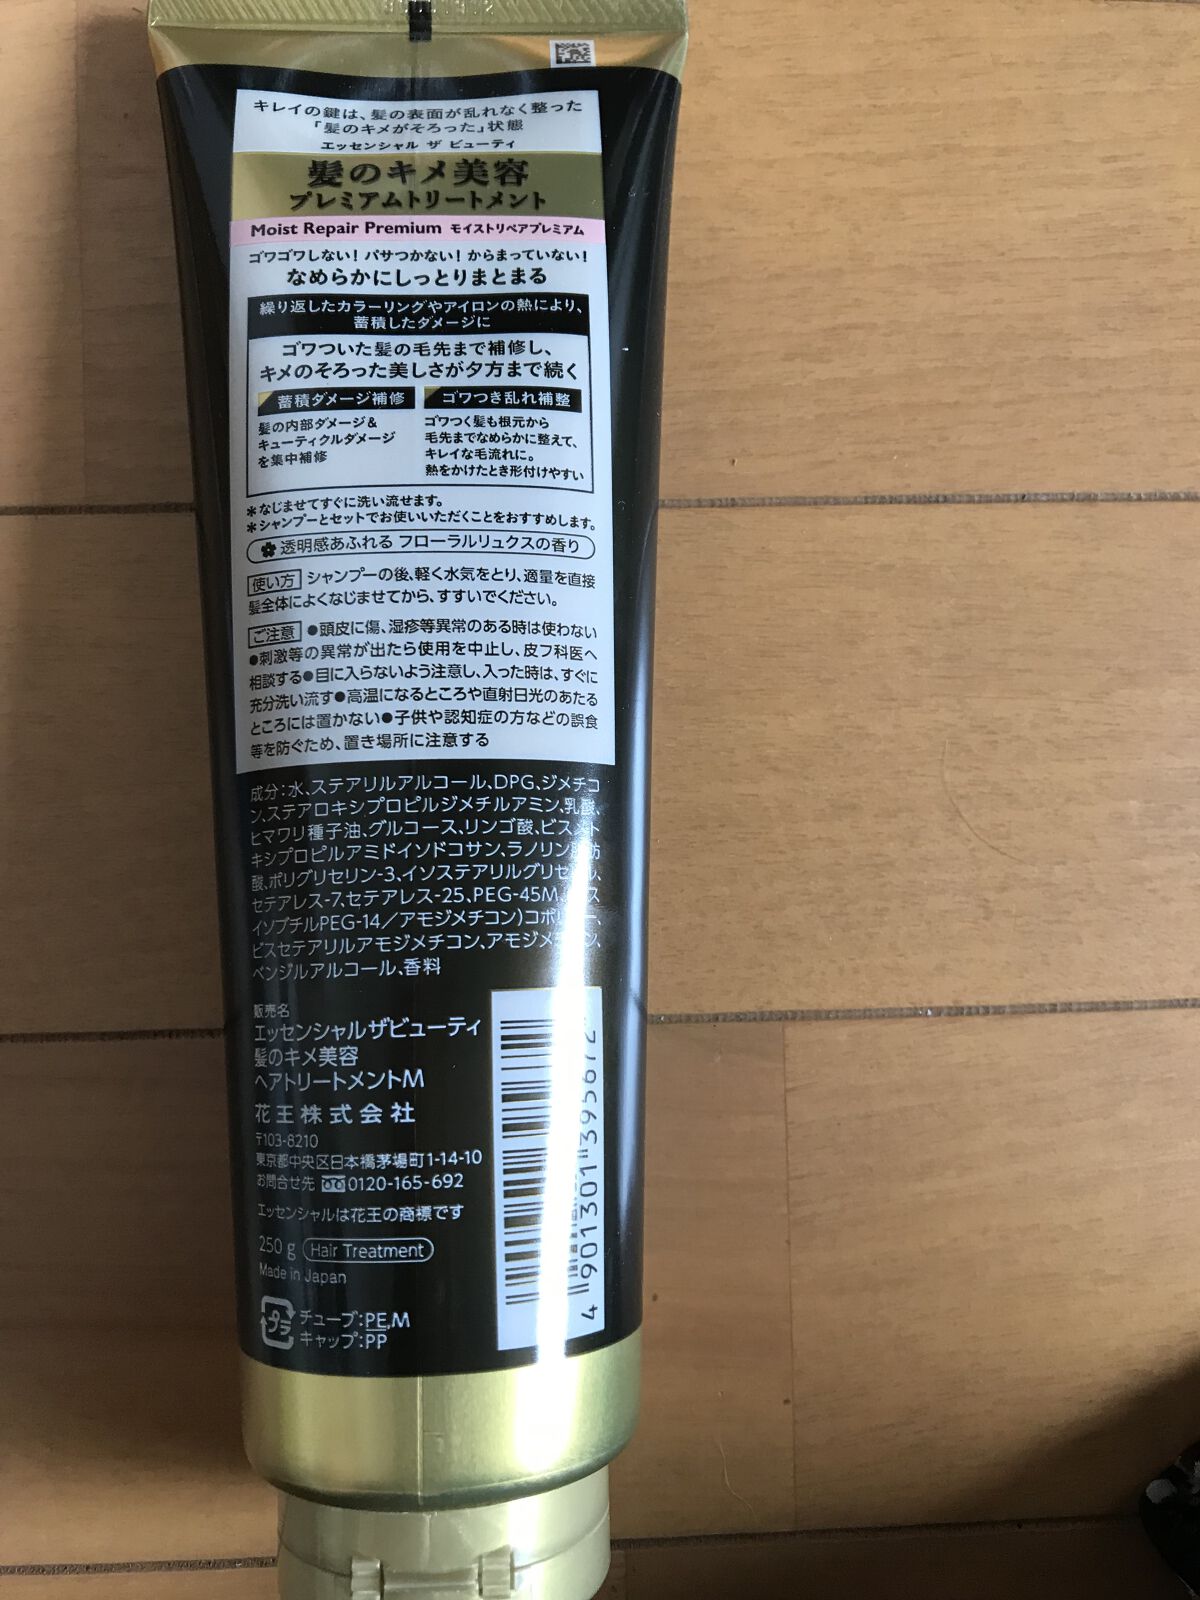 キレイの鍵は、髪の表面が乱れなく整った
「髪のキメがそろった」状態
エッセンシャル ザ ビューティ
髪のキメ美容
プレミアムトリートメント
Moist Repair Premium モイストリペアプレミアム
ゴワゴワしない! パサつかない! からまっていない!
なめらかにしっとりまとまる
繰り返したカラーリングやアイロンの熱により、
蓄積したダメージに
ゴワついた髪の毛先まで補修し、
キメのそろった美しさが夕方まで続く
蓄積ダメージ補修
髪の内部ダメージ&
キューティクルダメージ
を集中補修
ゴワつき乱れ補整
ゴワつく髪も根元から
毛先までなめらかに整えて、
キレイな毛流れに。
熱をかけたとき形付けやすい
*なじませてすぐに洗い流せます。
*シャンプーとセットでお使いいただくことをおすすめします。
透明感あふれる フローラルリュクスの香り
使い方 シャンプーの後、軽く水気をとり、適量を直接
髪全体によくなじませてから、すすいでください。
ご注意 ●頭皮に傷、湿疹等異常のある時は使わない
●刺激等の異常が出たら使用を中止し、皮フ科医へ
相談する●目に入らないよう注意し、入った時は、すぐに
充分洗い流す●高温になるところや直射日光のあたる
ところには置かない●子供や認知症の方などの誤食
等を防ぐため、置き場所に注意する
成分:水、ステアリルアルコール、DPG、ジメチコ
ン、ステアロキシプロピルジメチルアミン、乳酸、
ヒマワリ種子油、グルコース、リンゴ酸、ビスメト
キシプロピルアミドイソドコサン、ラノリン脂肪
酸、ポリグリセリン-3、イソステアリルグリセリル、
セテアレス-7、セテアレス-25、PEG-45M、
イソブチルPEG-14/アモジメチコン)コポリマー、
ビスセテアリルアモジメチコン、アモジメチコン、
ベンジルアルコール、香料
販売名
エッセンシャルザビューティ
髪のキメ美容
ヘアトリートメントM
花王株式会社
〒103-8210
東京都中央区日本橋茅場町1-14-10
お問合せ先 0120-165-692
エッセンシャルは花王の商標です
250 g Hair Treatment
Made in Japan
プラ チューブ:PE,M
キャップ:PP
4 901301 395672